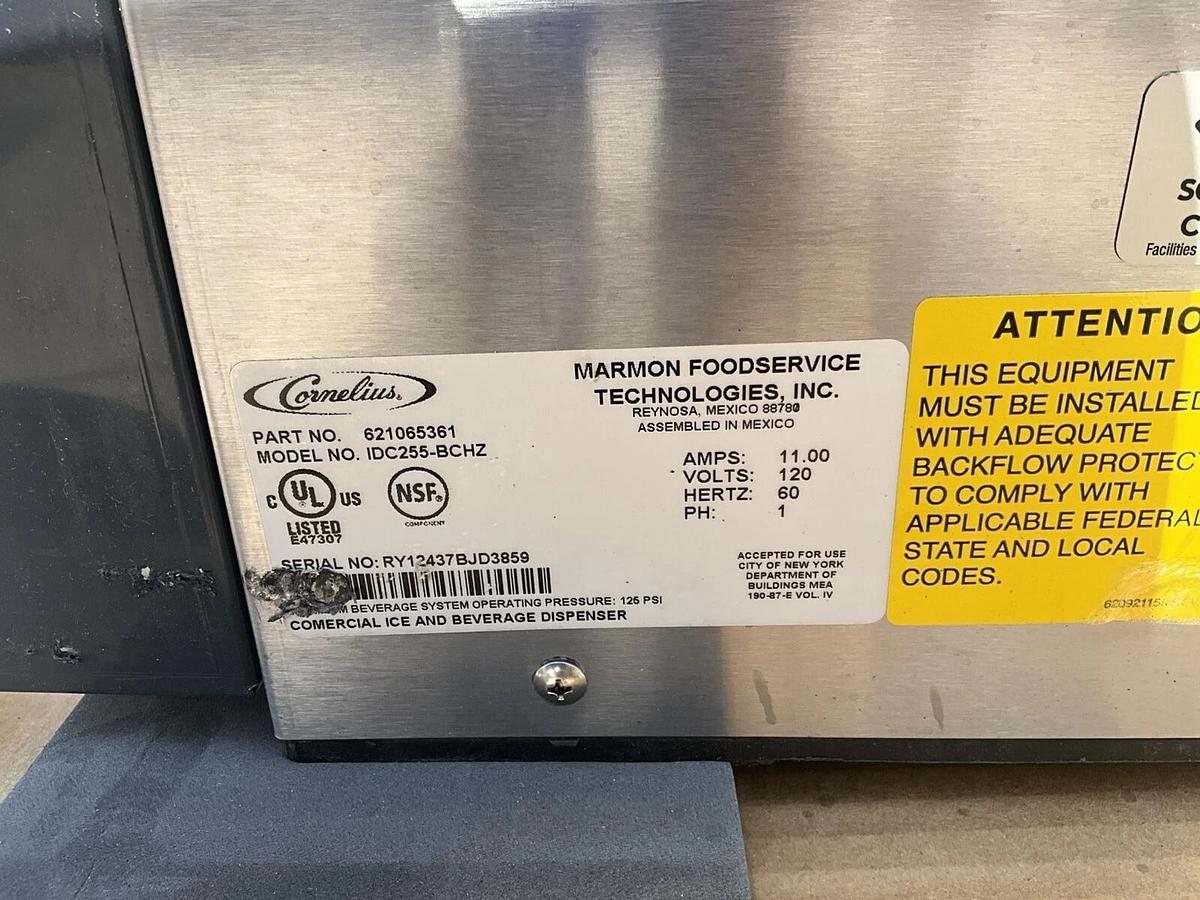 Cornelius
PART NO. 621065361
MODEL NO. IDC255-BCHZ
C UL US
LISTED
E47307
NSF
COMPONENT
SERIAL NO: RY12437BJD3859
BEVERAGE SYSTEM OPERATING PRESSURE: 125 PSI
COMERCIAL ICE AND BEVERAGE DISPENSER
MARMON FOODSERVICE
TECHNOLOGIES, INC.
REYNOSA, MEXICO 88780
ASSEMBLED IN MEXICO
AMPS: 11.00
VOLTS: 120
HERTZ: 60
PH: 1
ACCEPTED FOR USE
CITY OF NEW YORK
DEPARTMENT OF
BUILDINGS MEA
190-87-E VOL. IV
Facilities
ATTENTIO
THIS EQUIPMENT
MUST BE INSTALLED
WITH ADEQUATE
BACKFLOW PROTECT
TO COMPLY WITH
APPLICABLE FEDERAL
STATE AND LOCAL
CODES.